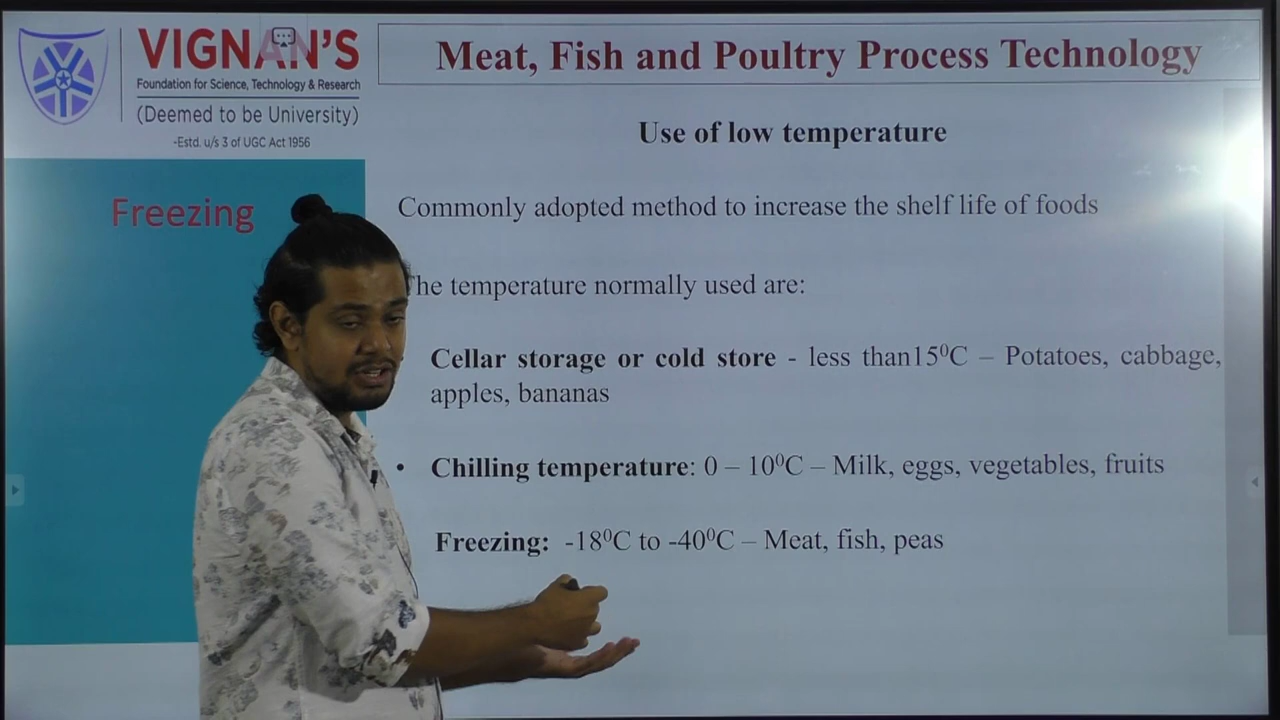 VIGNAN'S
Foundation for Science, Technology & Research
(Deemed to be University)
-Estd. u/s 3 of UGC Act 1956
Meat, Fish and Poultry Process Technology
Freezing
Use of low temperature
Commonly adopted method to increase the shelf life of foods
The temperature normally used are:
Cellar storage or cold store - less than15⁰C – Potatoes, cabbage,
apples, bananas
• Chilling temperature: 0 – 10⁰C – Milk, eggs, vegetables, fruits
Freezing: -18⁰C to -40⁰C – Meat, fish, peas